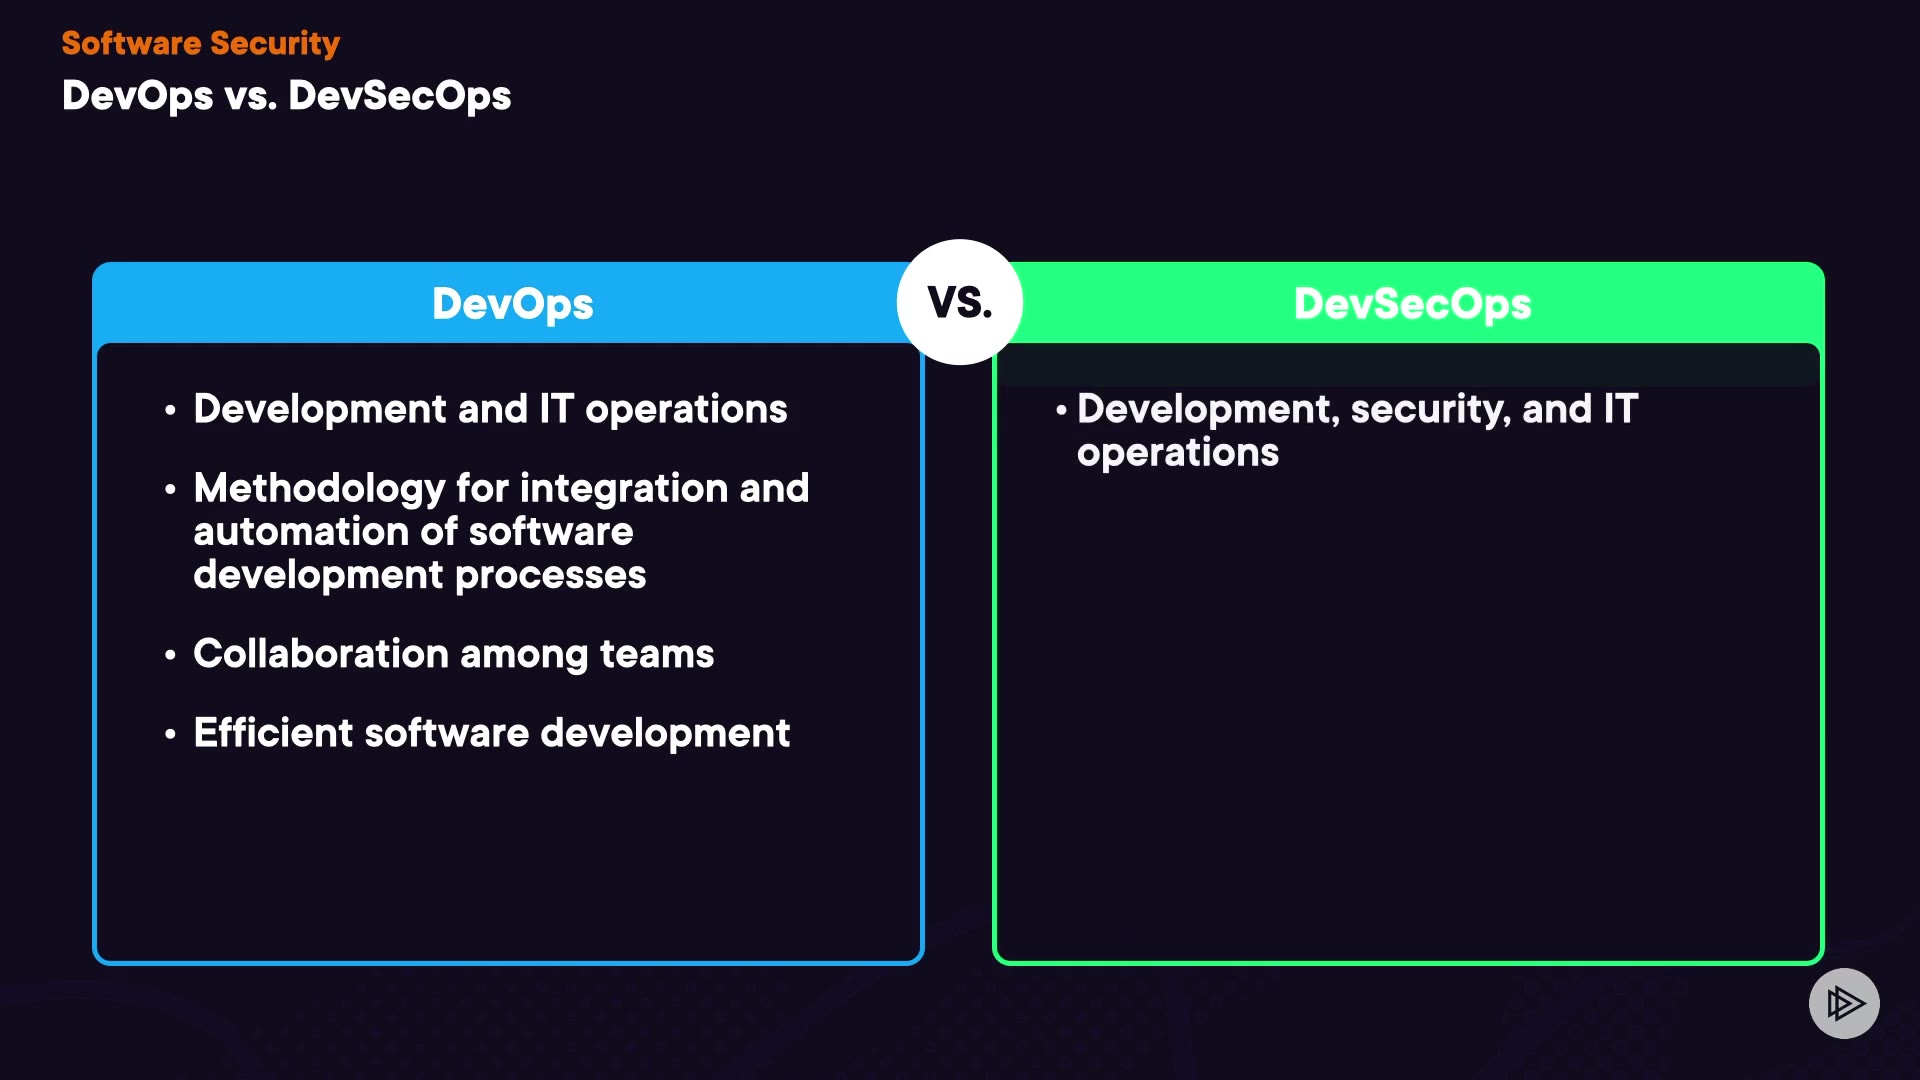 Software Security
DevOps vs. DevSecOps
DevOps
VS.
DevSecOps
• Development and IT operations
• Methodology for integration and
automation of software
development processes
• Collaboration among teams
• Efficient software development
• Development, security, and IT
operations